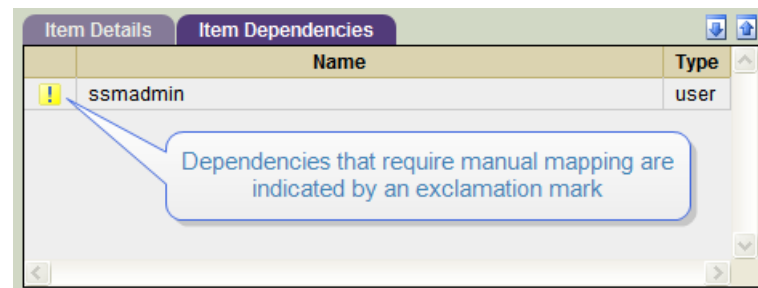 Item Details Item Dependencies
Name Type
! ssmadmin user
Dependencies that require manual mapping are
indicated by an exclamation mark